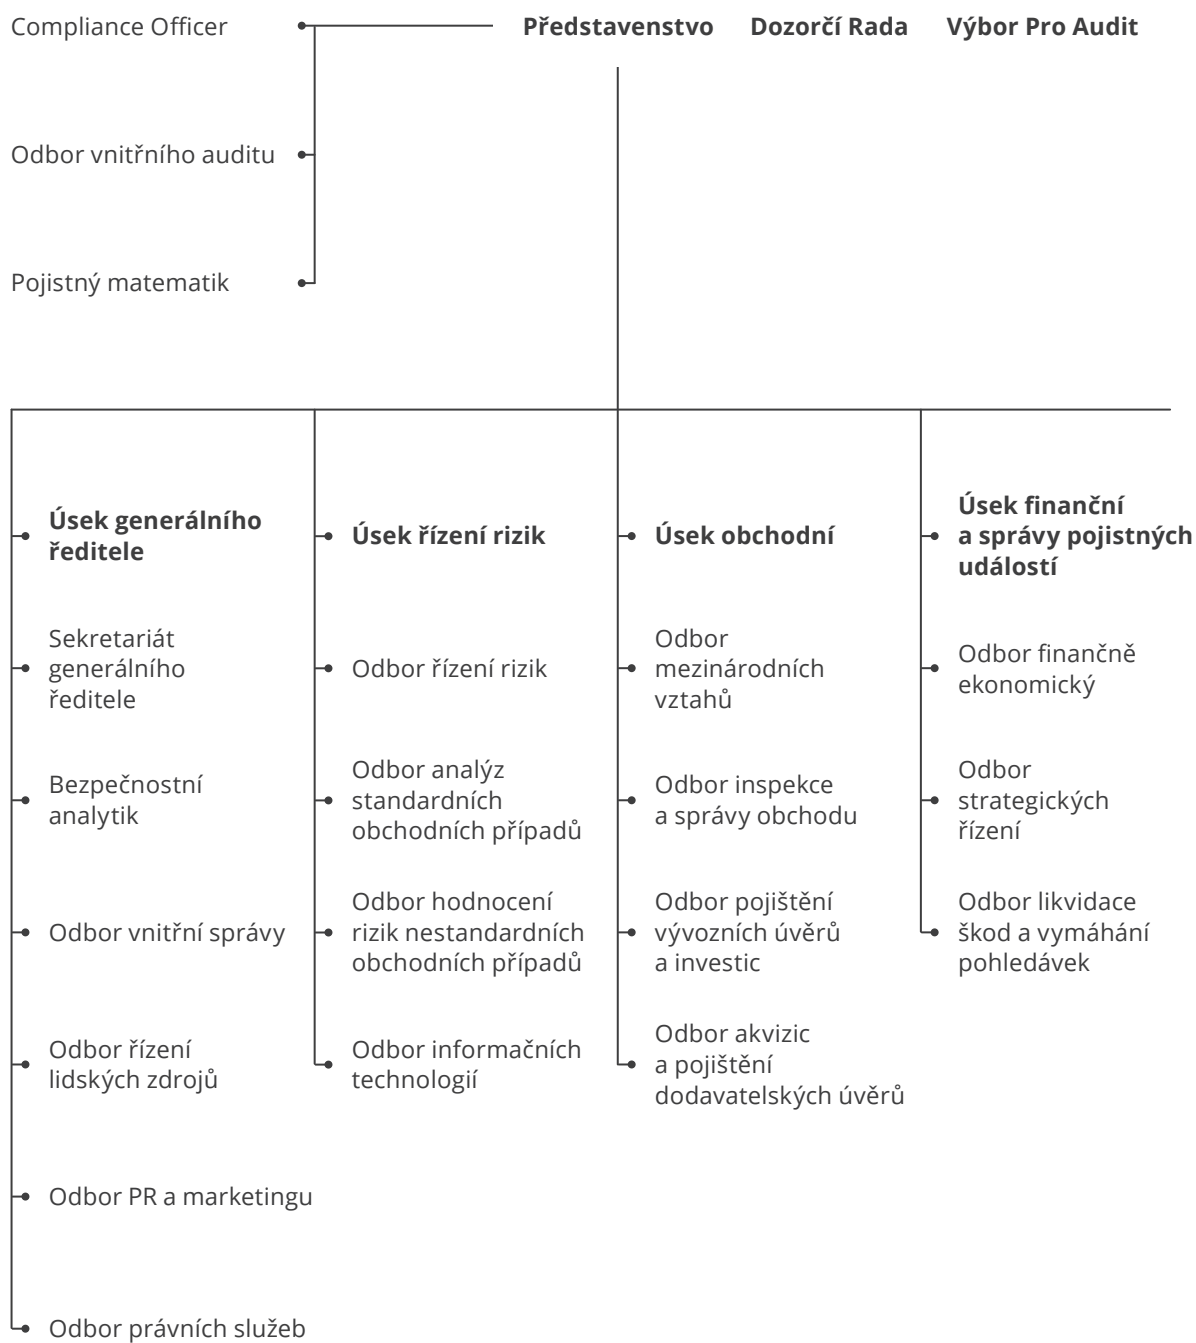 Compliance Officer
Představenstvo
Dozorčí Rada
Výbor Pro Audit
Odbor vnitřního auditu
Pojistný matematik
Úsek generálního
ředitele
Sekretariát
generálního
ředitele
Bezpečnostní
analytik
Odbor vnitřní správy
Odbor řízení
lidských zdrojů
Odbor PR a marketingu
Odbor právních služeb
Úsek řízení rizik
Odbor řízení rizik
Odbor analýz
standardních
obchodních případů
Odbor hodnocení
rizik nestandardních
obchodních případů
Odbor informačních
technologií
Úsek obchodní
Odbor
mezinárodních
vztahů
Odbor inspekce
a správy obchodu
Odbor pojištění
vývozních úvěrů
a investic
Odbor akvizic
a pojištění
dodavatelských úvěrů
Úsek finanční
a správy pojistných
událostí
Odbor finančně
ekonomický
Odbor
strategických
řízení
Odbor likvidace
škod a vymáhání
pohledávek